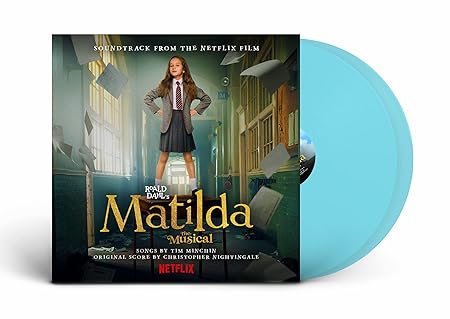 SOUNDTRACK FROM THE NETFLIX FILM
ROALD
DAHL'S
Matilda
The Musical
SONGS BY TIM MINCHIN
ORIGINAL SCORE BY CHRISTOPHER NIGHTINGALE
NETFLIX